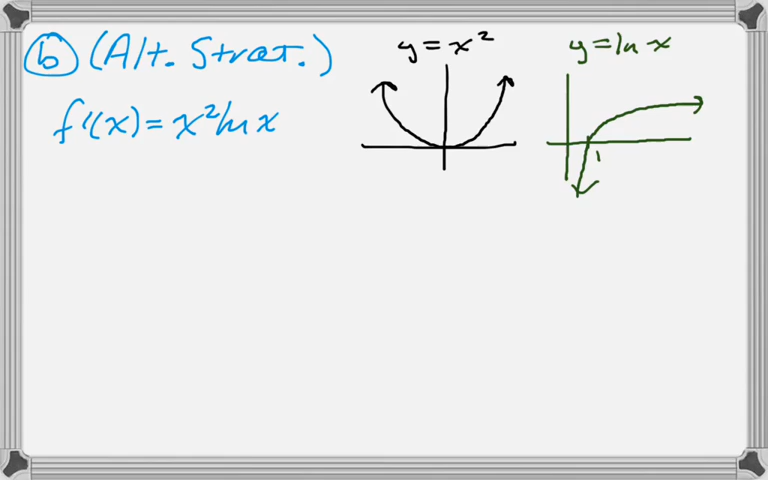 b (Alt. Strat.)
y = x²
y = ln x
f'(x) = x² ln x
1